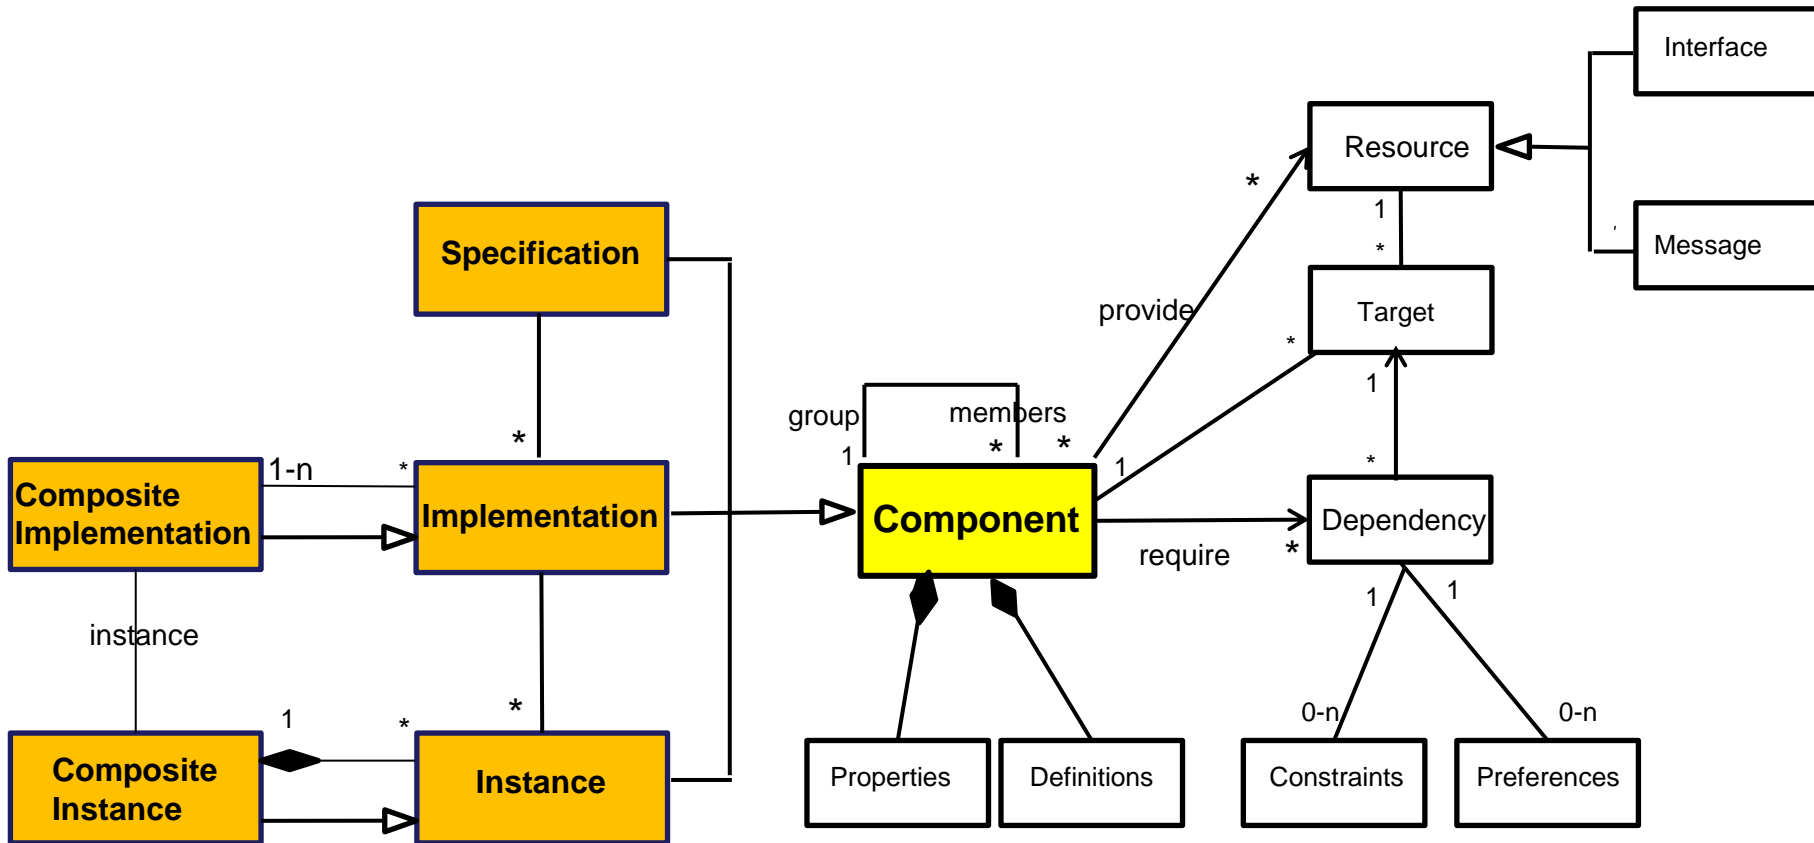 Interface
Resource
*
1
Message
*
Specification
provide
Target
*
1
group
members
*
1
*
*
1
*
1-n
*
Composite
Implementation
Implementation
Component
Dependency
*
require
1
1
instance
*
1
*
0-n
0-n
Composite
Instance
Instance
Properties
Definitions
Constraints
Preferences